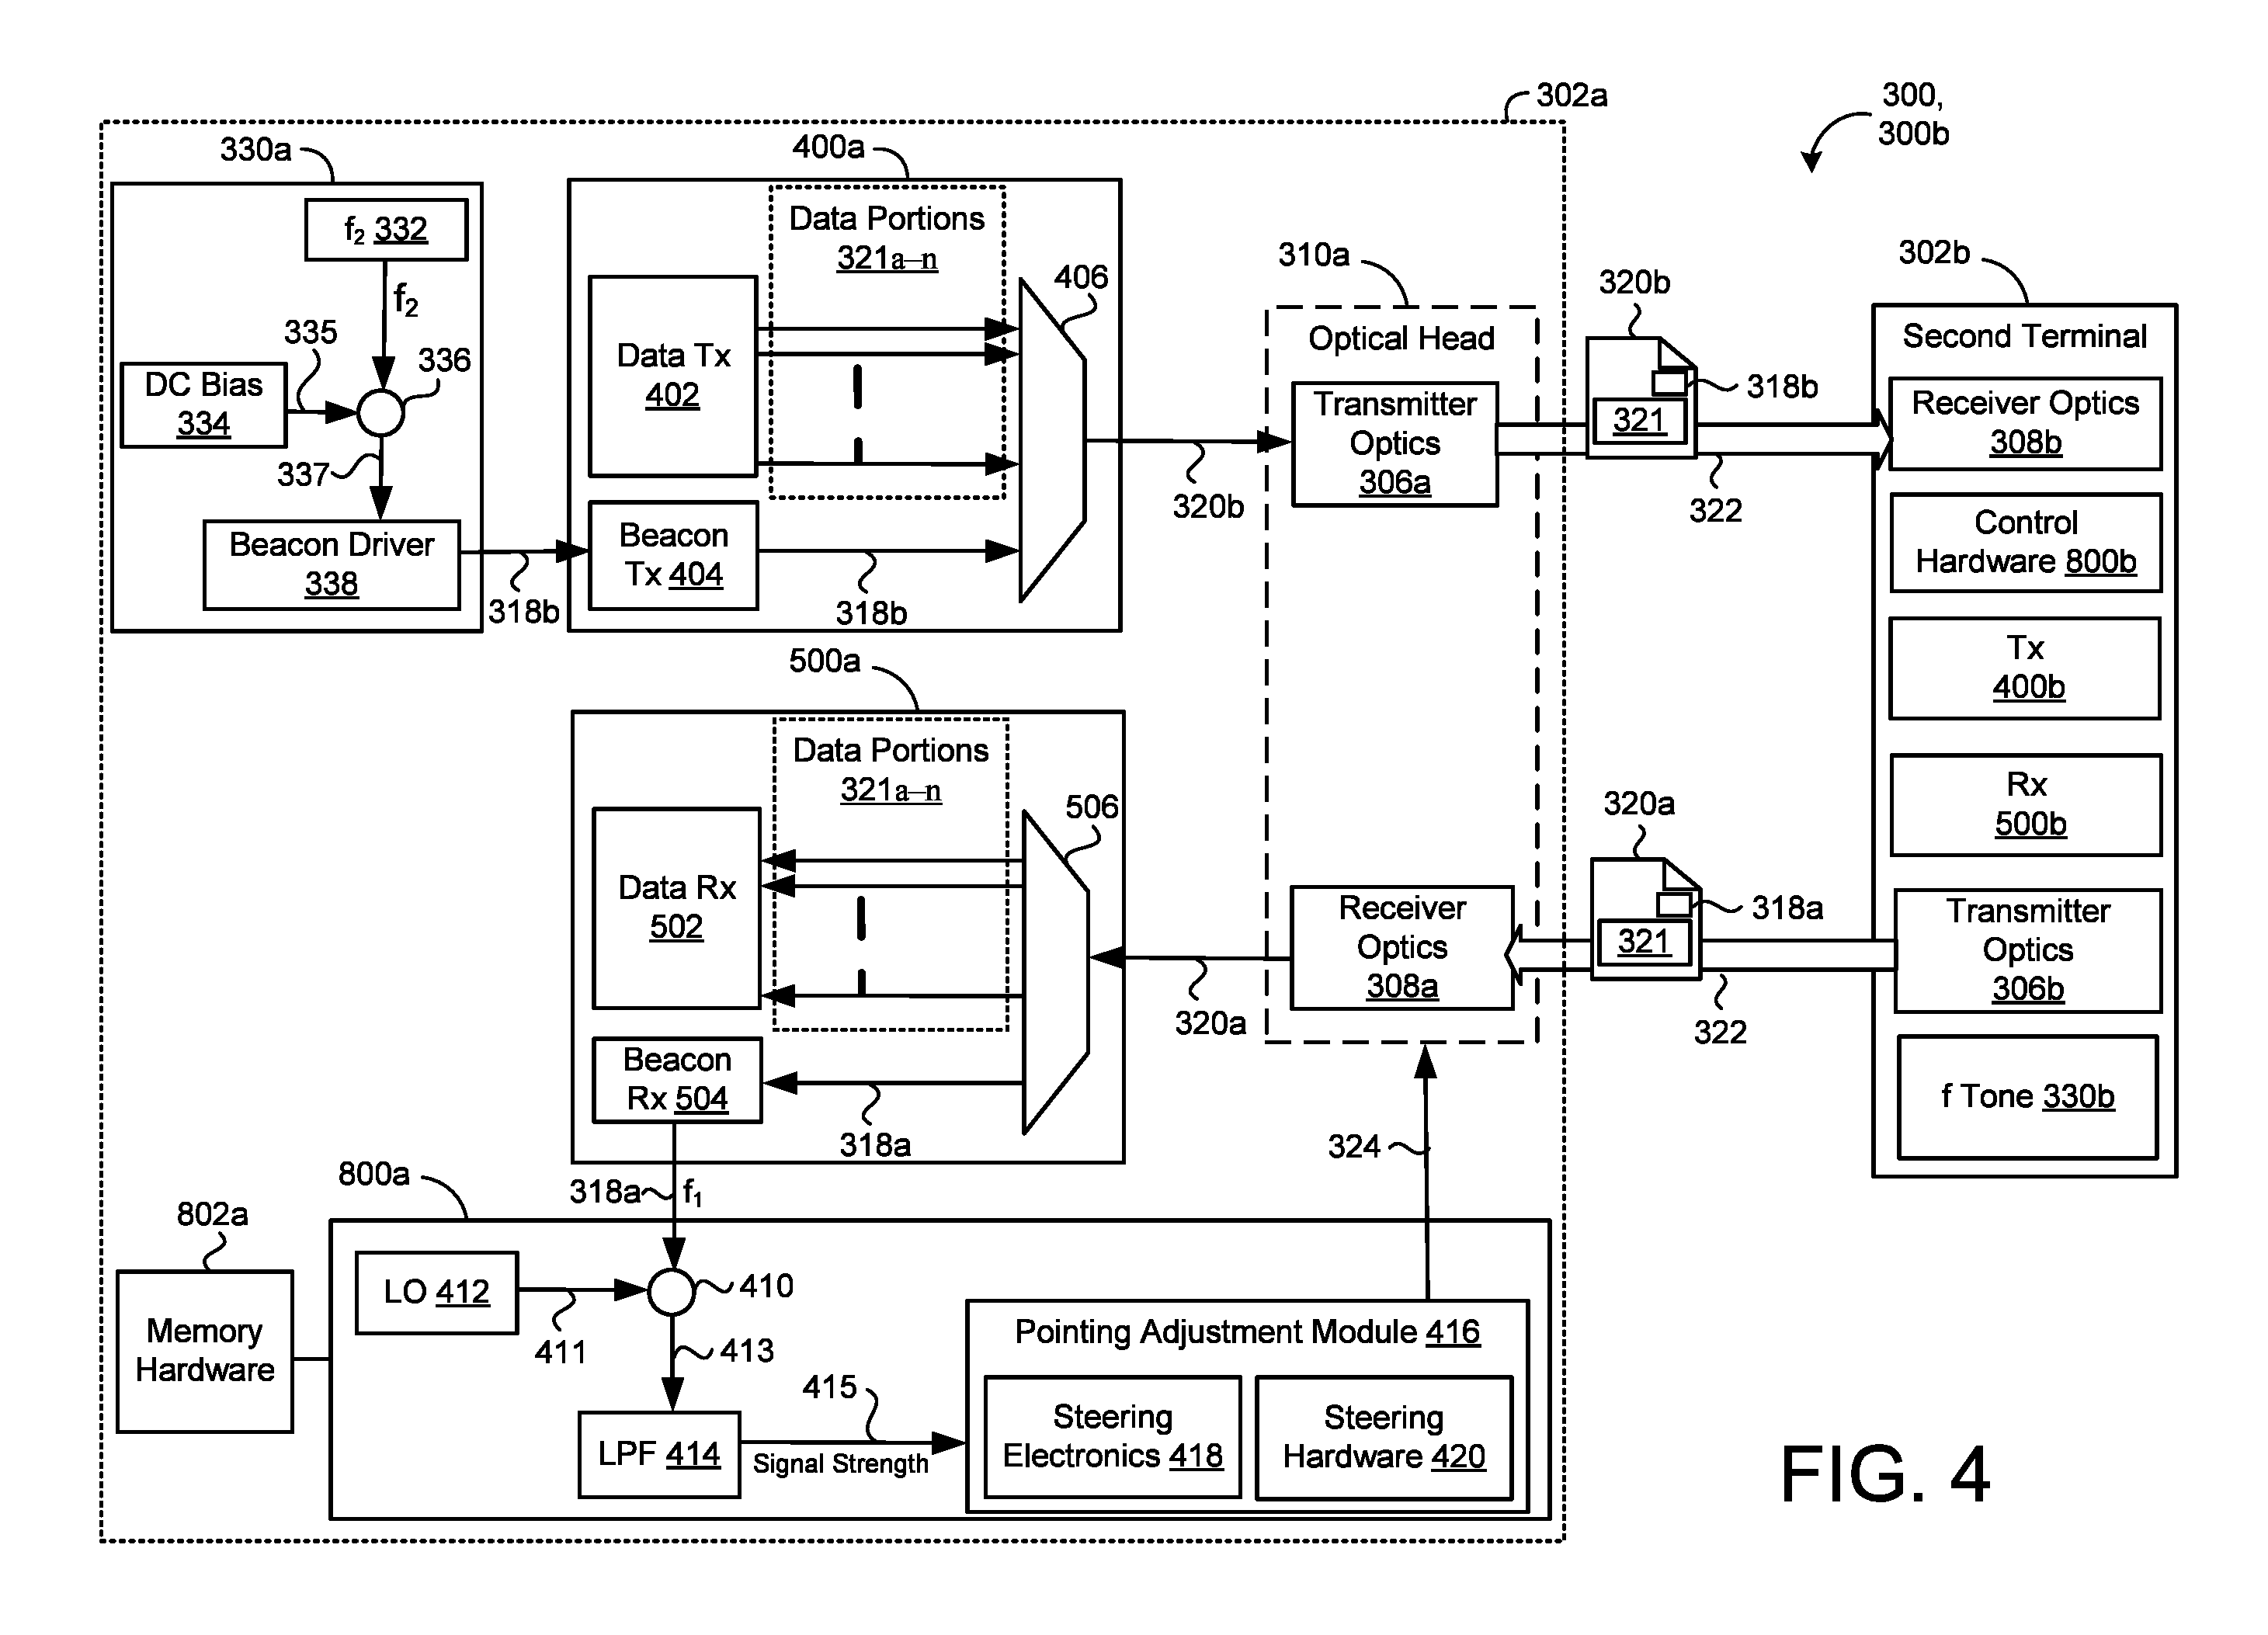 302a
300,
300b
330a
400a
f2 332
Data Portions
321a–n
310a
320b
302b
f2
406
335
336
DC Bias
334
Data Tx
402
Optical Head
Transmitter
Optics
306a
318b
321
Second Terminal
Receiver Optics
308b
337
320b
322
Beacon Driver
338
318b
Beacon
Tx 404
318b
Control
Hardware 800b
Tx
400b
500a
Data Portions
321a–n
506
320a
Rx
500b
Data Rx
502
Receiver
Optics
308a
318a
321
Transmitter
Optics
306b
320a
322
Beacon
Rx 504
318a
324
f Tone 330b
800a
318a
f1
802a
LO 412
410
Memory
Hardware
411
413
Pointing Adjustment Module 416
415
LPF 414
Signal Strength
Steering
Electronics 418
Steering
Hardware 420
FIG. 4